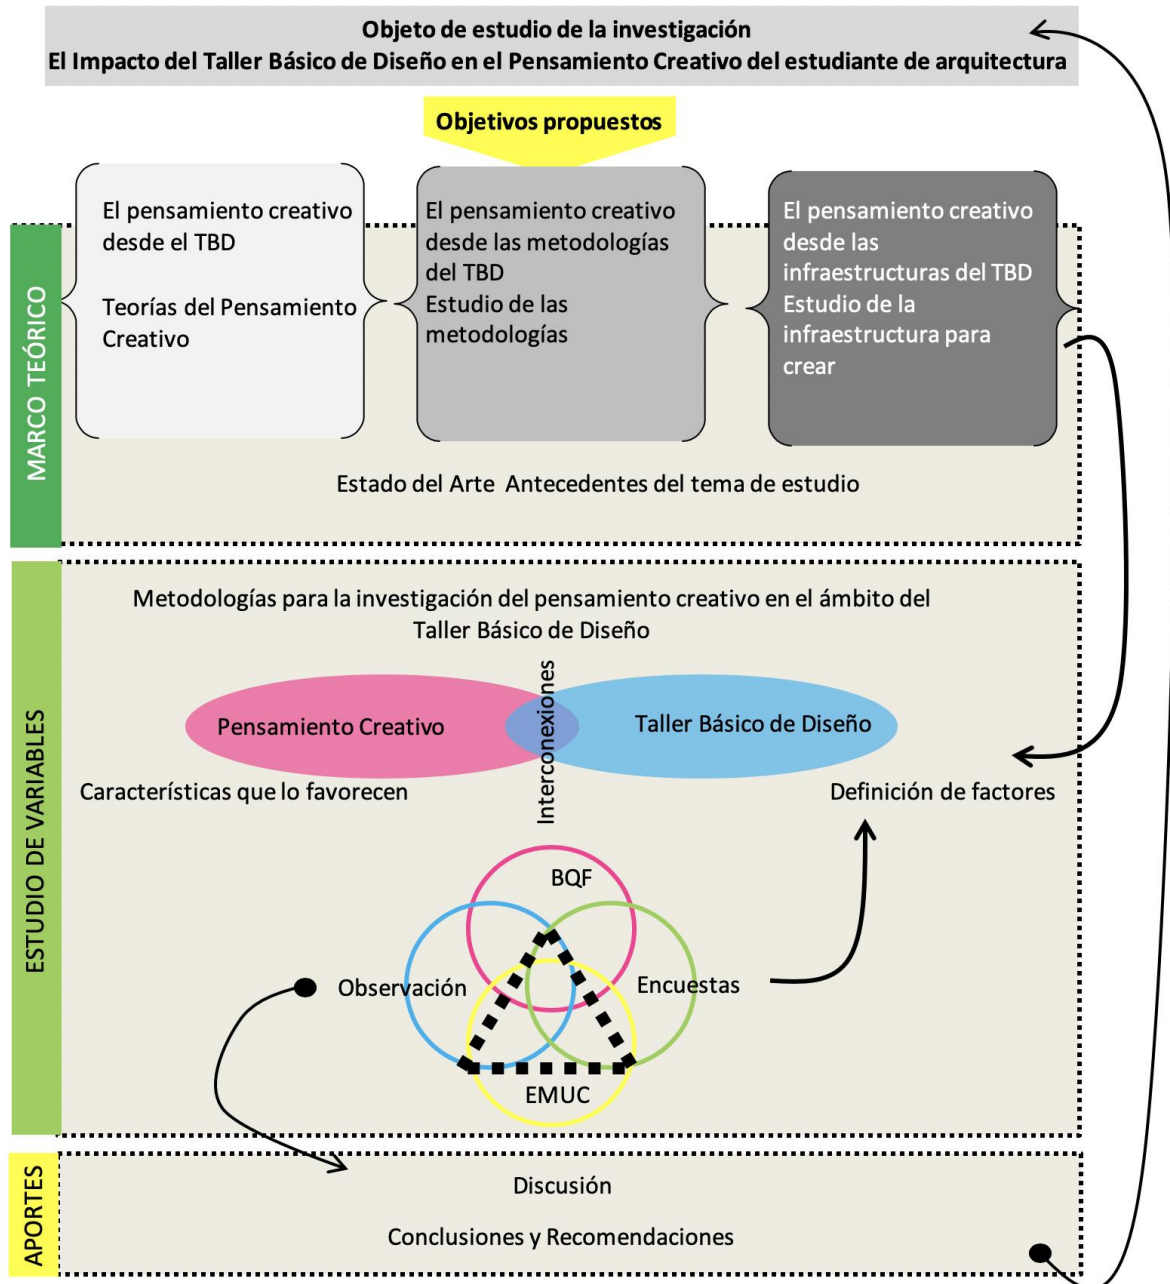 Objeto de estudio de la investigación
El Impacto del Taller Básico de Diseño en el Pensamiento Creativo del estudiante de arquitectura
Objetivos propuestos
MARCO TEÓRICO
El pensamiento creativo
desde el TBD
Teorías del Pensamiento
Creativo
El pensamiento creativo
desde las metodologías
del TBD
Estudio de las
metodologías
El pensamiento creativo
desde las
infraestructuras del TBD
Estudio de la
infraestructura para
crear
Estado del Arte Antecedentes del tema de estudio
ESTUDIO DE VARIABLES
Metodologías para la investigación del pensamiento creativo en el ámbito del
Taller Básico de Diseño
Pensamiento Creativo
Interconexiones
Taller Básico de Diseño
Características que lo favorecen
Definición de factores
BQF
Observación
Encuestas
EMUC
APORTES
Discusión
Conclusiones y Recomendaciones